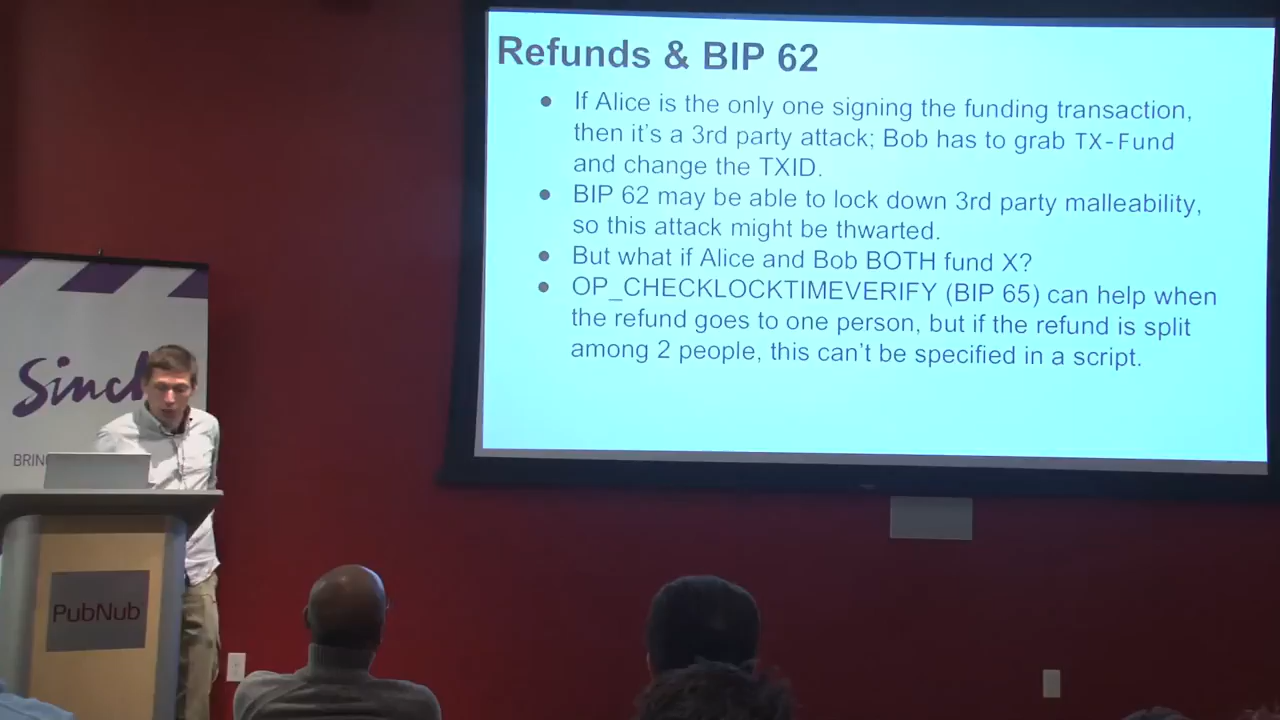 Refunds & BIP 62
● If Alice is the only one signing the funding transaction,
then it's a 3rd party attack; Bob has to grab TX-Fund
and change the TXID.
● BIP 62 may be able to lock down 3rd party malleability,
so this attack might be thwarted.
● But what if Alice and Bob BOTH fund X?
● OP_CHECKLOCKTIMEVERIFY (BIP 65) can help when
the refund goes to one person, but if the refund is split
among 2 people, this can't be specified in a script.
PubNub